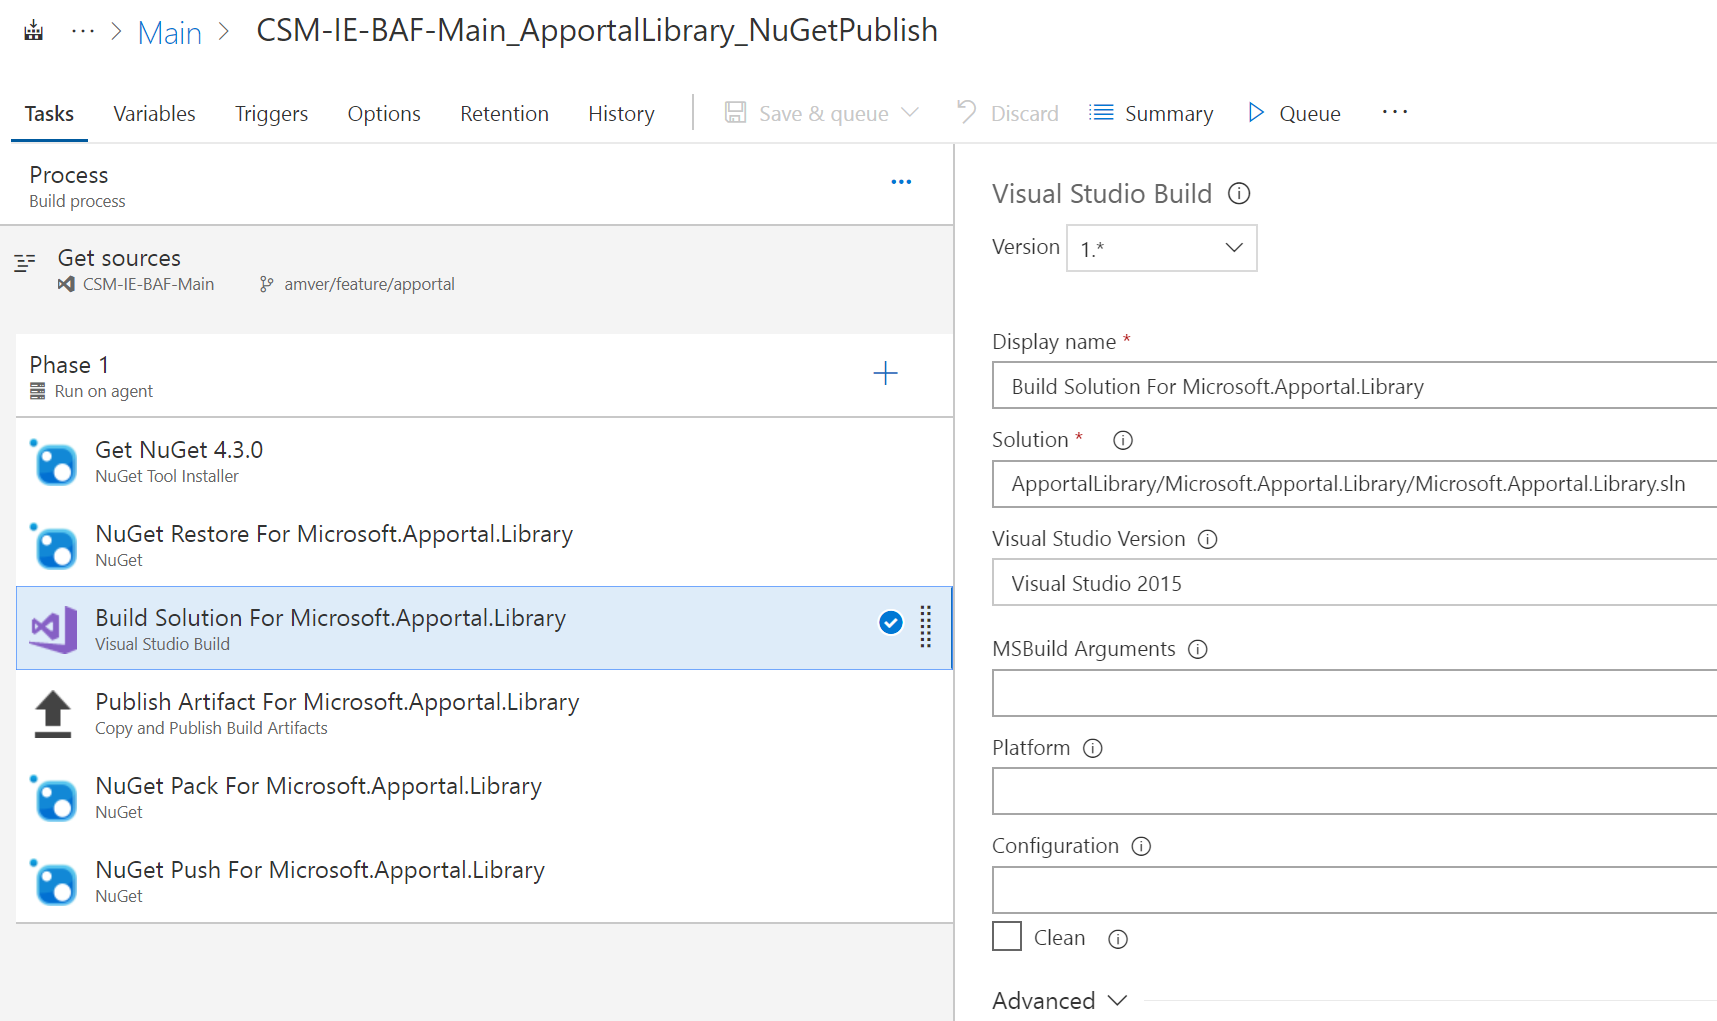 ··· > Main > CSM-IE-BAF-Main_ApportalLibrary_NuGetPublish
Tasks Variables Triggers Options Retention History Save & queue Discard Summary Queue ···
Process
Build process
Get sources
CSM-IE-BAF-Main amver/feature/apportal
Phase 1
Run on agent
Get NuGet 4.3.0
NuGet Tool Installer
NuGet Restore For Microsoft.Apportal.Library
NuGet
Build Solution For Microsoft.Apportal.Library
Visual Studio Build
Publish Artifact For Microsoft.Apportal.Library
Copy and Publish Build Artifacts
NuGet Pack For Microsoft.Apportal.Library
NuGet
NuGet Push For Microsoft.Apportal.Library
NuGet
Visual Studio Build
Version 1.*
Display name *
Build Solution For Microsoft.Apportal.Library
Solution *
ApportalLibrary/Microsoft.Apportal.Library/Microsoft.Apportal.Library.sln
Visual Studio Version
Visual Studio 2015
MSBuild Arguments
Platform
Configuration
Clean
Advanced